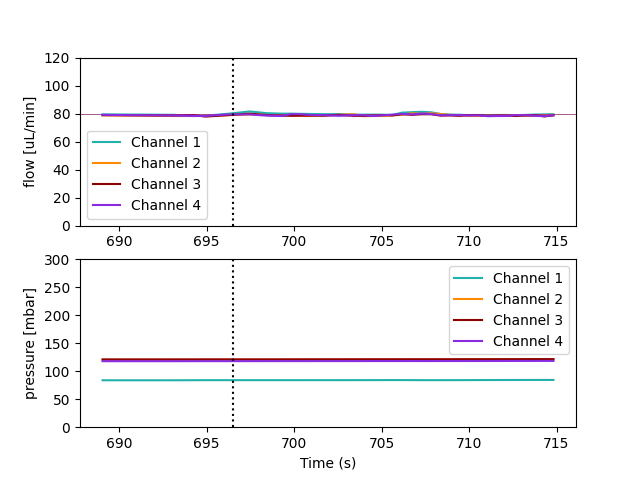 120
100
80
60
40
20
0
flow [uL/min]
Channel 1
Channel 2
Channel 3
Channel 4
690 695 700 705 710 715
300
250
200
150
100
50
0
pressure [mbar]
Channel 1
Channel 2
Channel 3
Channel 4
690 695 700 705 710 715
Time (s)